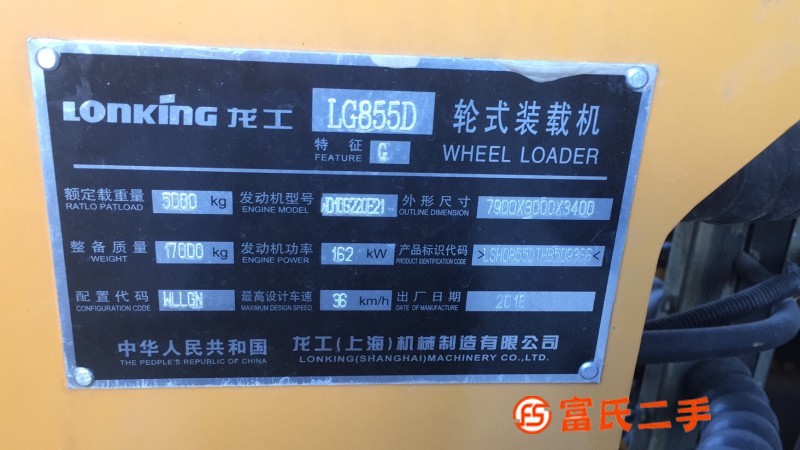 LONKING 龙工 LG855D 轮式装载机
特征 G
FEATURE WHEEL LOADER
额定载重量 5000 kg 发动机型号 外形尺寸 7900X3000X3400
RATLO PATLOAD ENGINE MODEL OUTLINE DIMENSION
整备质量 17000 kg 发动机功率 162 kW 产品标识代码
WEIGHT ENGINE POWER PRODUCT IDENTIFICATION CODE
配置代码 WLLGN 最高设计车速 36 km/h 出厂日期
CONFIGURATION CODE MAXIMUM DESIGN SPEED DATE OF MANUFACTURE
中华人民共和国 龙工(上海)机械制造有限公司
THE PEOPLE'S REPUBLIC OF CHINA LONKING(SHANGHAI)MACHINERY CO.,LTD.
富氏二手